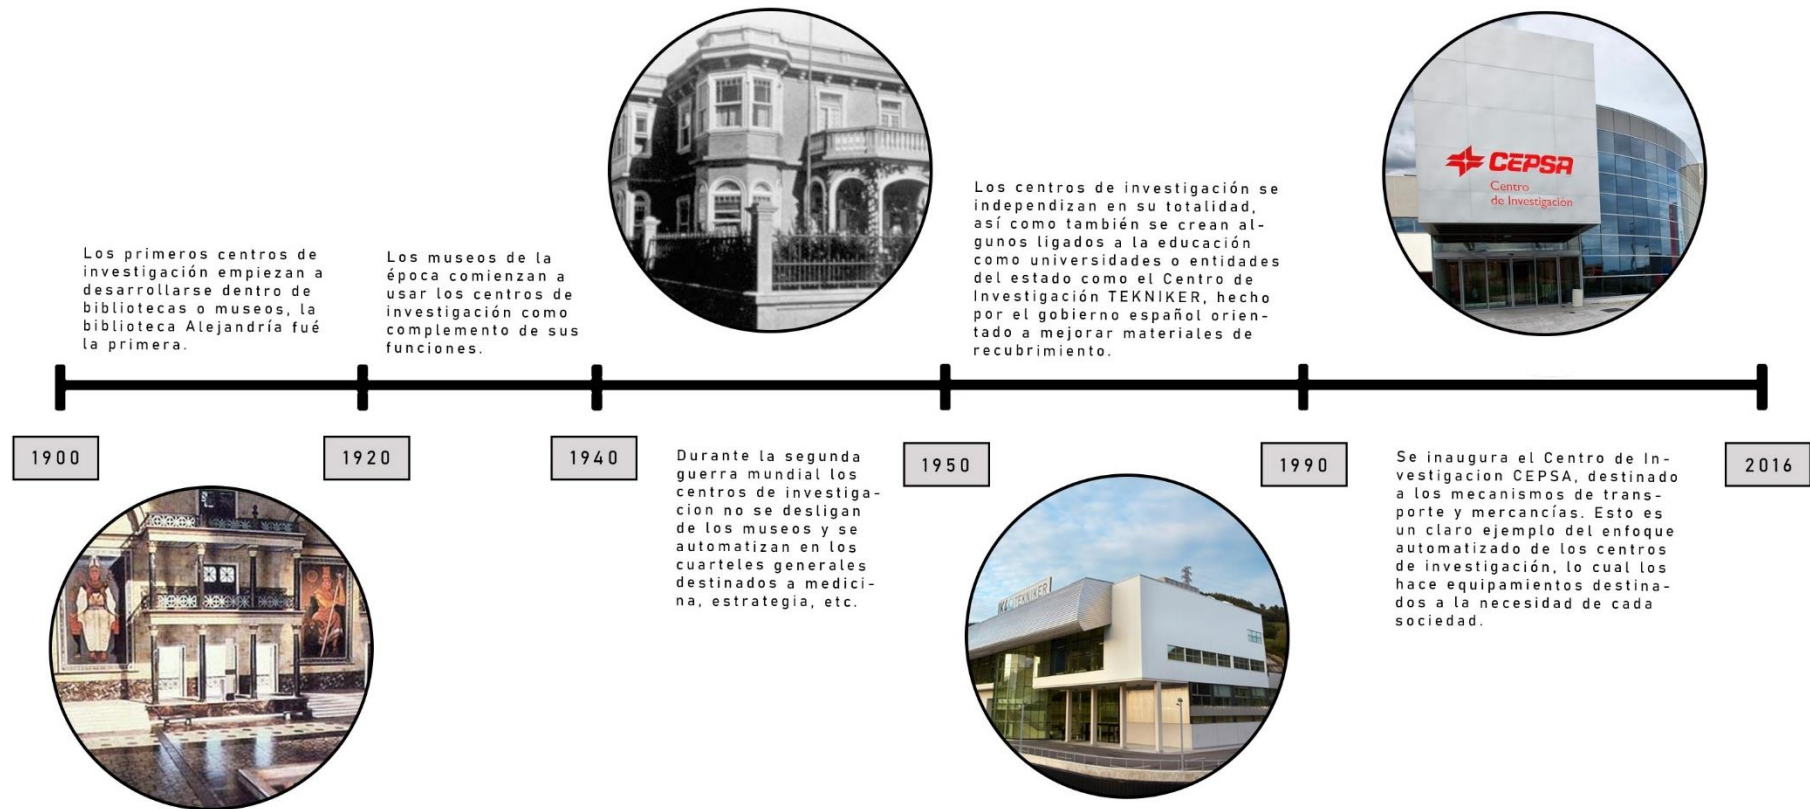 Los primeros centros de
investigación empiezan a
desarrollarse dentro de
bibliotecas o museos, la
biblioteca Alejandría fué
la primera.
Los museos de la
época comienzan a
usar los centros de
investigación como
complemento de sus
funciones.
Los centros de investigación se
independizan en su totalidad,
así como también se crean al-
gunos ligados a la educación
como universidades o entidades
del estado como el Centro de
Investigación TEKNIKER, hecho
por el gobierno español orien-
tado a mejorar materiales de
recubrimiento.
CEPSA
Centro
de Investigación
1900
1920
1940
1950
1990
2016
Durante la segunda
guerra mundial los
centros de investiga-
cion no se desligan
de los museos y se
automatizan en los
cuarteles generales
destinados a medici-
na, estrategia, etc.
TEKNIKER
Se inaugura el Centro de In-
vestigacion CEPSA, destinado
a los mecanismos de trans-
porte y mercancías. Esto es
un claro ejemplo del enfoque
automatizado de los centros
de investigación, lo cual los
hace equipamientos destina-
dos a la necesidad de cada
sociedad.